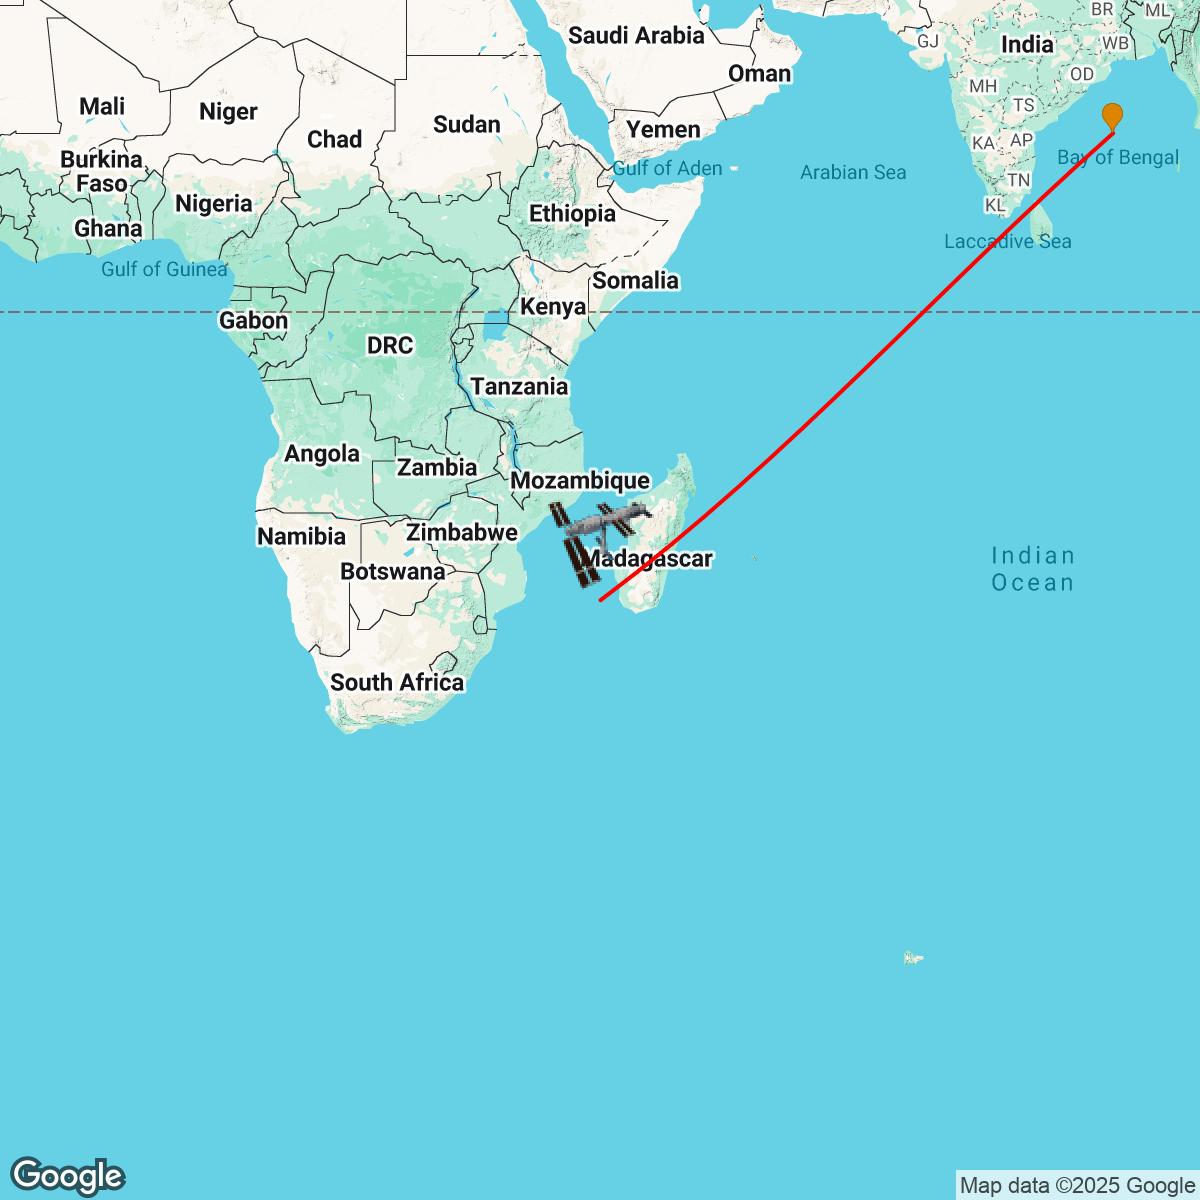 BR
ML
Saudi Arabia
GJ
India
WB
Oman
OD
MH
Mali
Niger
TS
Chad
Sudan
Yemen
KA
AP
Burkina
Faso
Gulf of Aden
Arabian Sea
Bay of Bengal
TN
Nigeria
Ethiopia
KL
Ghana
Laccadive Sea
Gulf of Guinea
Somalia
Kenya
Gabon
DRC
Tanzania
Angola
Zambia
Mozambique
Namibia
Zimbabwe
Madagascar
Indian
Ocean
Botswana
South Africa
Google
Map data ©2025 Google